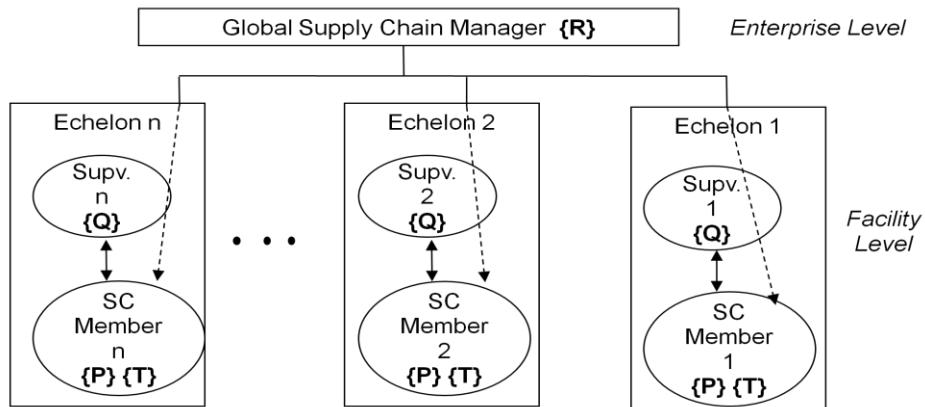 Global Supply Chain Manager {R}
Enterprise Level
Echelon n
Supv.
n
{Q}
SC
Member
n
{P} {T}
• • •
Echelon 2
Supv.
2
{Q}
SC
Member
2
{P} {T}
Echelon 1
Supv.
1
{Q}
SC
Member
1
{P} {T}
Facility
Level